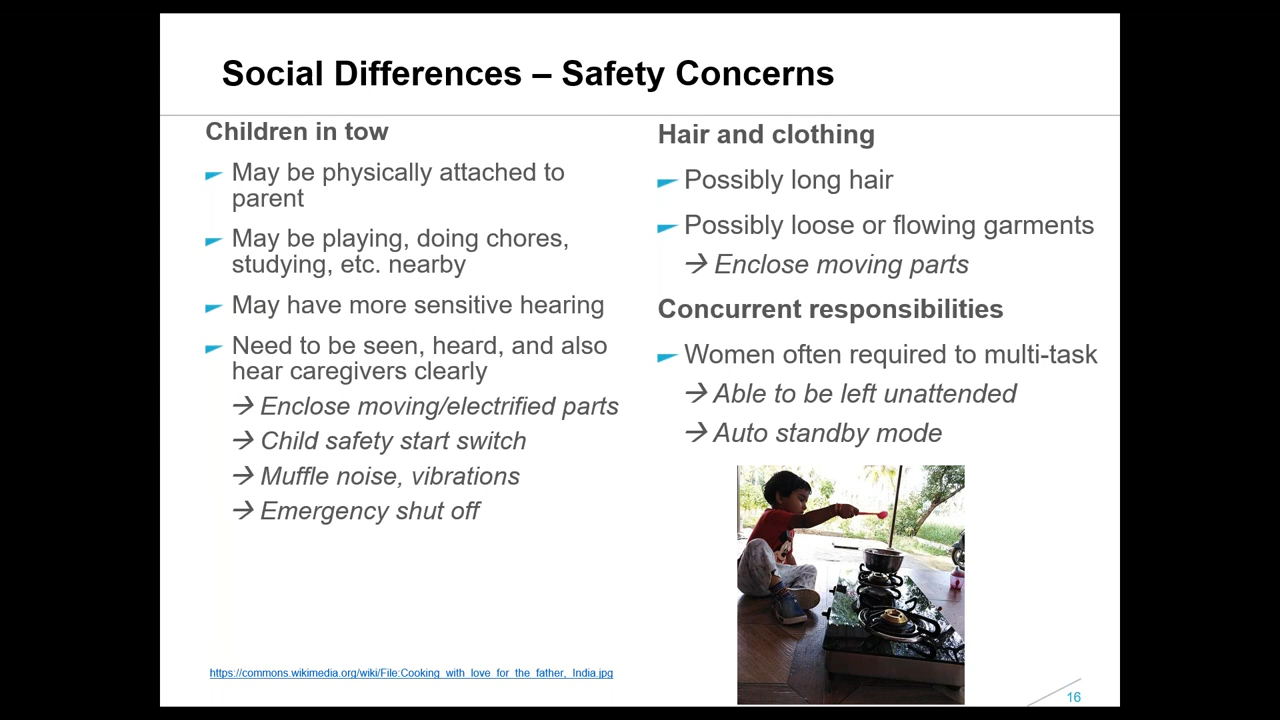 Social Differences – Safety Concerns
Children in tow
May be physically attached to
parent
May be playing, doing chores,
studying, etc. nearby
May have more sensitive hearing
Need to be seen, heard, and also
hear caregivers clearly
→ Enclose moving/electrified parts
→ Child safety start switch
→ Muffle noise, vibrations
→ Emergency shut off
Hair and clothing
Possibly long hair
Possibly loose or flowing garments
→ Enclose moving parts
Concurrent responsibilities
Women often required to multi-task
→ Able to be left unattended
→ Auto standby mode
https://commons.wikimedia.org/wiki/File:Cooking_with_love_for_the_father,_India.jpg
16